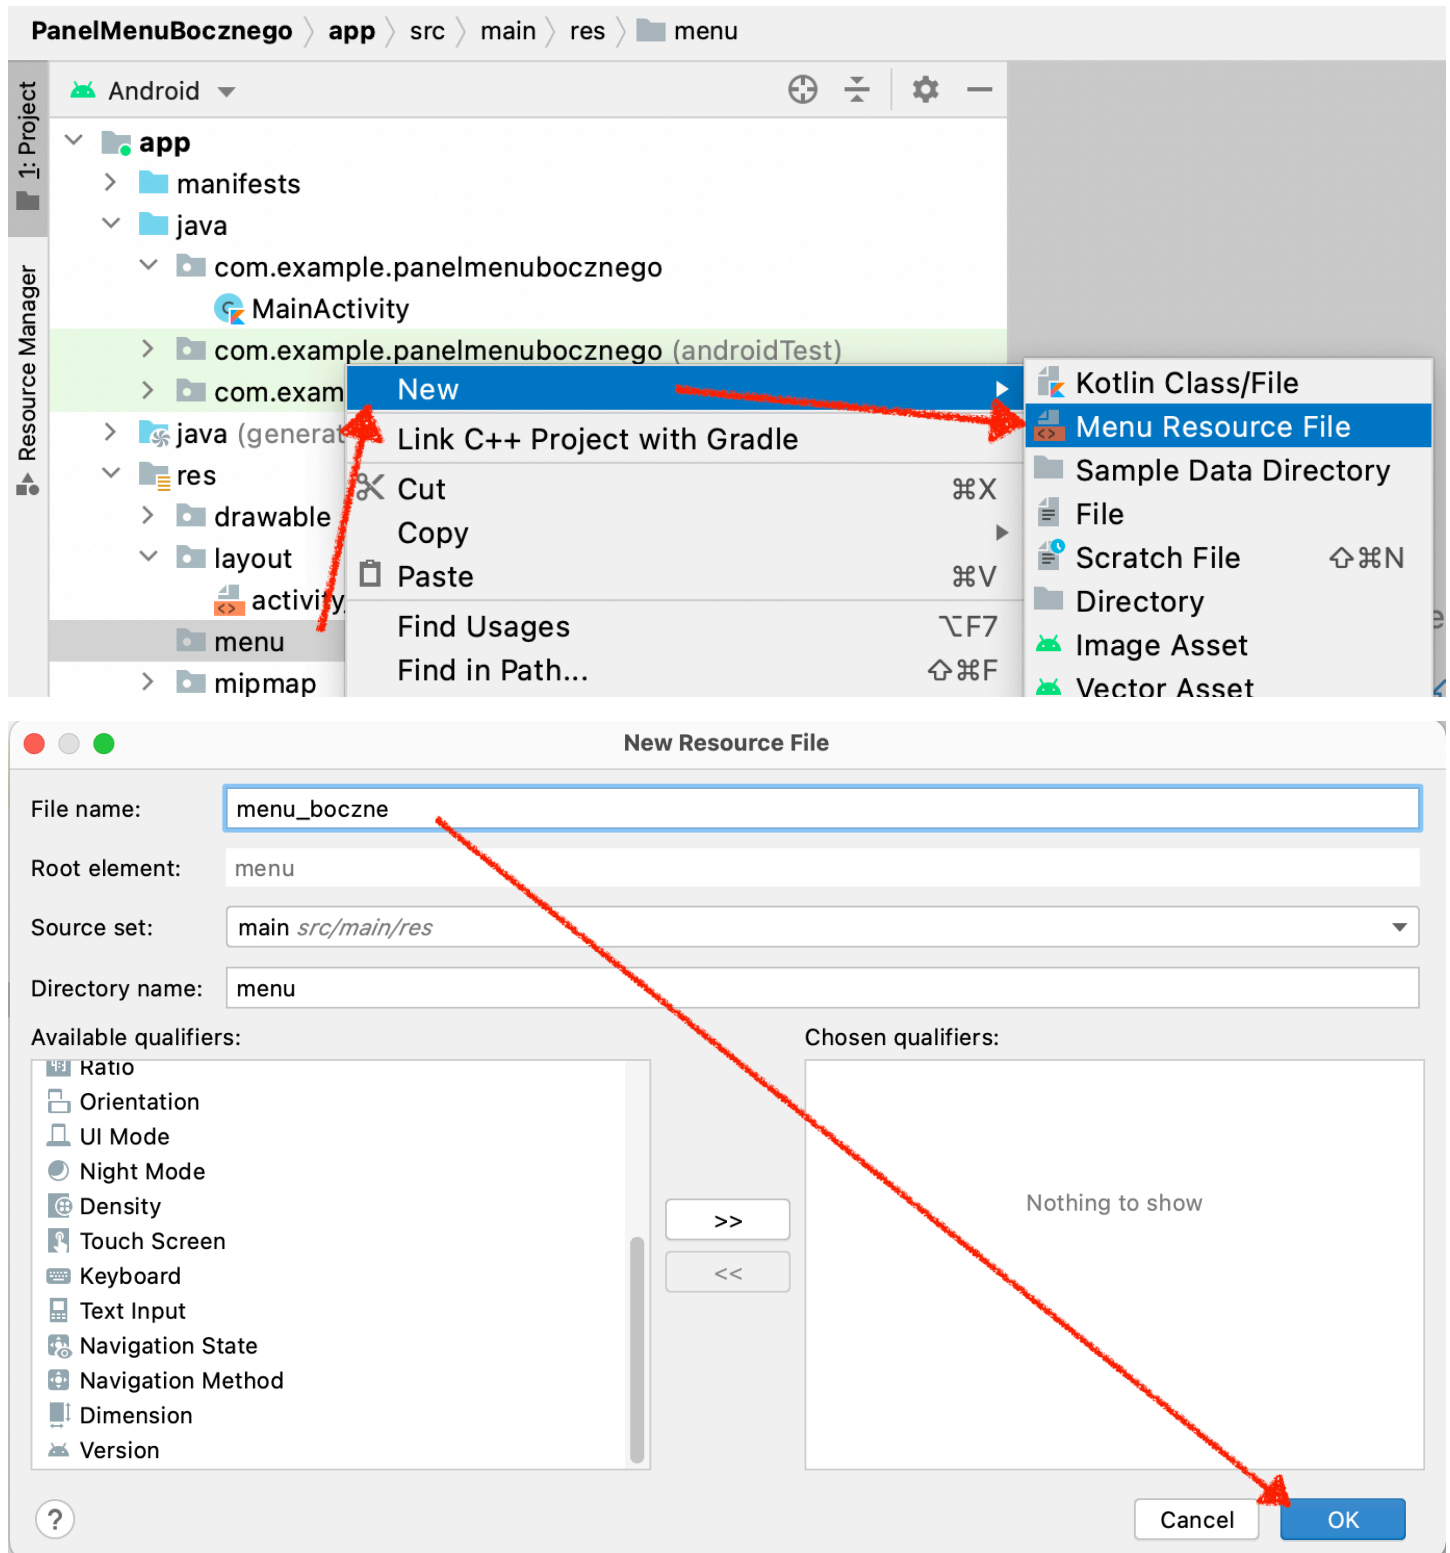 PanelMenuBocznego app src main res menu
1: Project
Resource Manager
Android
app
manifests
java
com.example.panelmenubocznego
MainActivity
com.example.panelmenubocznego (androidTest)
com.exam
java (generat
res
drawable
layout
activity
menu
mipmap
New
Link C++ Project with Gradle
Cut ⌘X
Copy
Paste ⌘V
Find Usages ⌥F7
Find in Path... ⇧⌘F
Kotlin Class/File
Menu Resource File
Sample Data Directory
File
Scratch File ⇧⌘N
Directory
Image Asset
Vector Asset
New Resource File
File name: menu_boczne
Root element: menu
Source set: main src/main/res
Directory name: menu
Available qualifiers:
Ratio
Orientation
UI Mode
Night Mode
Density
Touch Screen
Keyboard
Text Input
Navigation State
Navigation Method
Dimension
Version
>>
<<
Chosen qualifiers:
Nothing to show
?
Cancel
OK